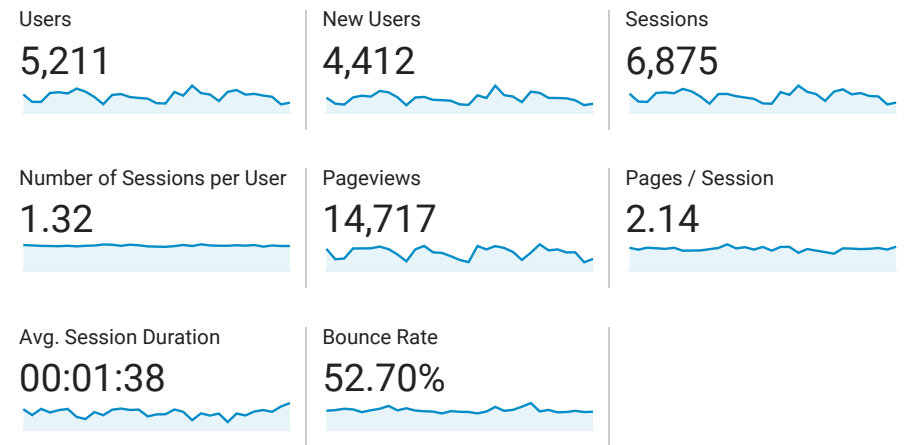 Users
5,211
New Users
4,412
Sessions
6,875
Number of Sessions per User
1.32
Pageviews
14,717
Pages / Session
2.14
Avg. Session Duration
00:01:38
Bounce Rate
52.70%